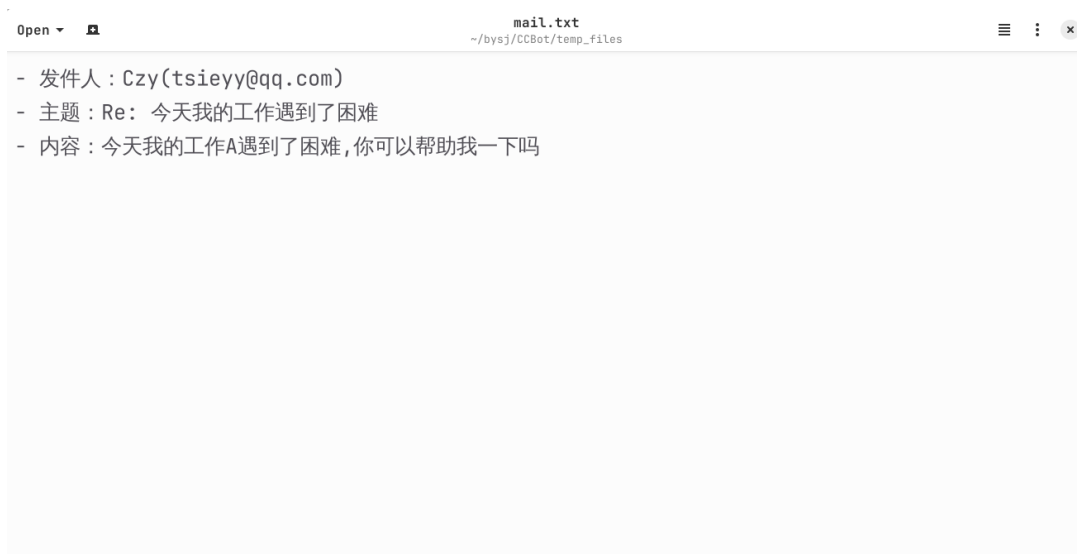 Open
mail.txt
~/bysj/CCBot/temp_files
- 发件人：Czy(tsieyy@qq.com)
- 主题：Re: 今天我的工作遇到了困难
- 内容：今天我的工作A遇到了困难,你可以帮助我一下吗